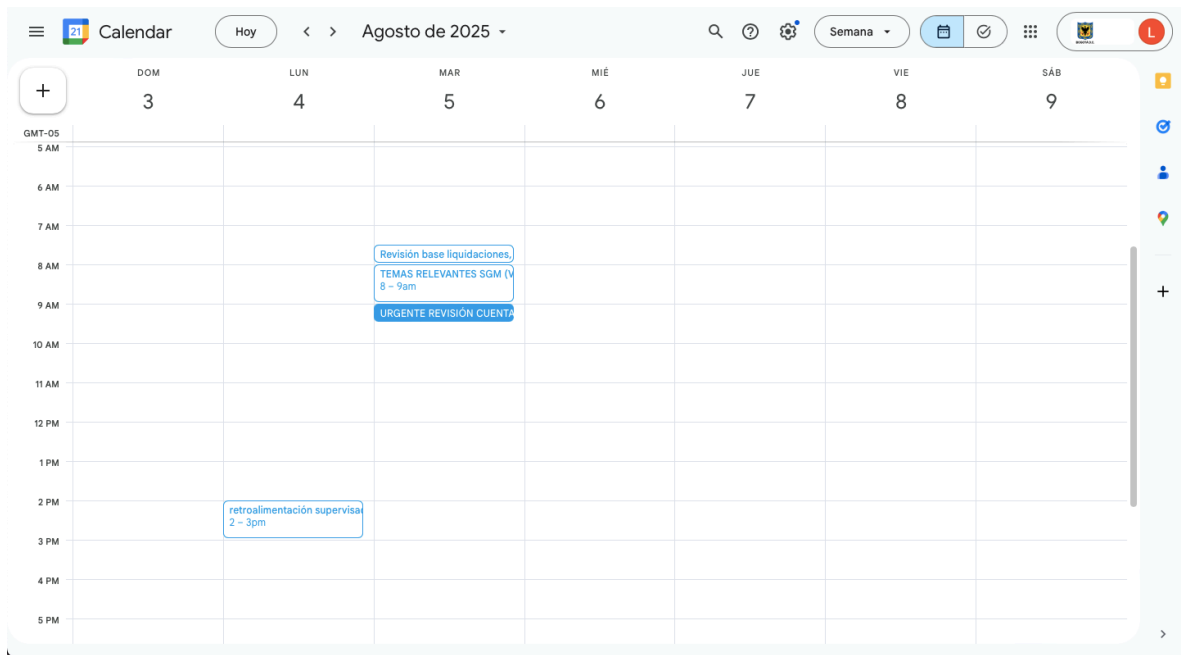 21 Calendar Hoy Agosto de 2025 Semana L
DOM LUN MAR MIÉ JUE VIE SÁB
3 4 5 6 7 8 9
GMT-05
5 AM
6 AM
7 AM
Revisión base liquidaciones,
8 AM
TEMAS RELEVANTES SGM (V
8 – 9am
9 AM
URGENTE REVISIÓN CUENTA
10 AM
11 AM
12 PM
1 PM
2 PM
retroalimentación supervisa
2 – 3pm
3 PM
4 PM
5 PM